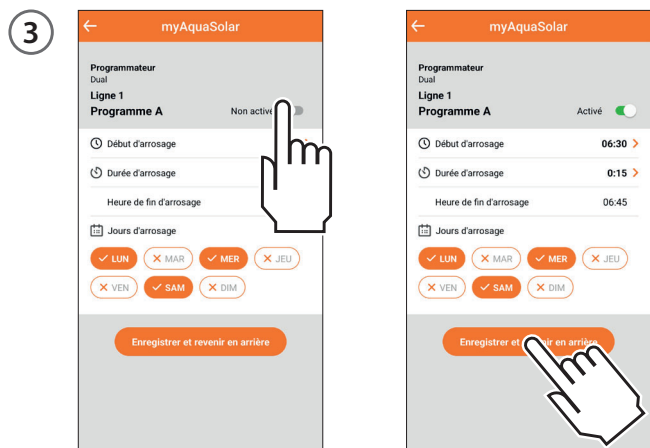 3
myAquaSolar
Programmateur
Dual
Ligne 1
Programme A Non activé
Début d'arrosage
Durée d'arrosage
Heure de fin d'arrosage
Jours d'arrosage
LUN MAR MER JEU
VEN SAM DIM
Enregistrer et revenir en arrière
myAquaSolar
Programmateur
Dual
Ligne 1
Programme A Activé
Début d'arrosage 06:30
Durée d'arrosage 0:15
Heure de fin d'arrosage 06:45
Jours d'arrosage
LUN MAR MER JEU
VEN SAM DIM
Enregistrer et en arrière